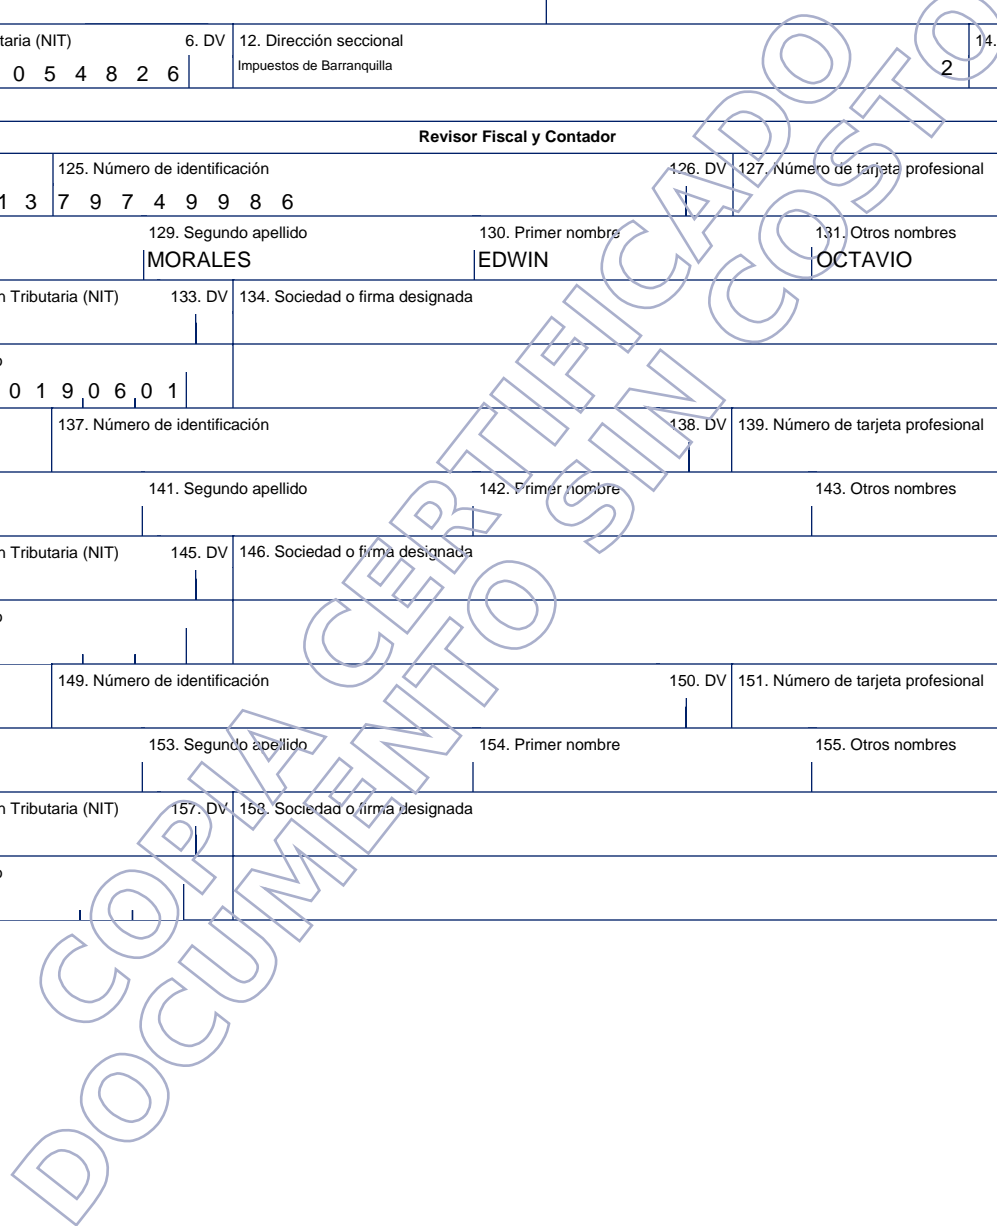 taria (NIT) 6. DV 12. Dirección seccional 14.
0 5 4 8 2 6 Impuestos de Barranquilla 2
Revisor Fiscal y Contador
125. Número de identificación 126. DV 127. Número de tarjeta profesional
1 3 7 9 7 4 9 9 8 6
129. Segundo apellido 130. Primer nombre 131. Otros nombres
MORALES EDWIN OCTAVIO
n Tributaria (NIT) 133. DV 134. Sociedad o firma designada
o
0 1 9 0 6 0 1
137. Número de identificación 138. DV 139. Número de tarjeta profesional
141. Segundo apellido 142. Primer nombre 143. Otros nombres
n Tributaria (NIT) 145. DV 146. Sociedad o firma designada
o
149. Número de identificación 150. DV 151. Número de tarjeta profesional
153. Segundo apellido 154. Primer nombre 155. Otros nombres
n Tributaria (NIT) 157. DV 158. Sociedad o firma designada
o
COPIA CERTIFICADO
DOCUMENTO SIN COSTO